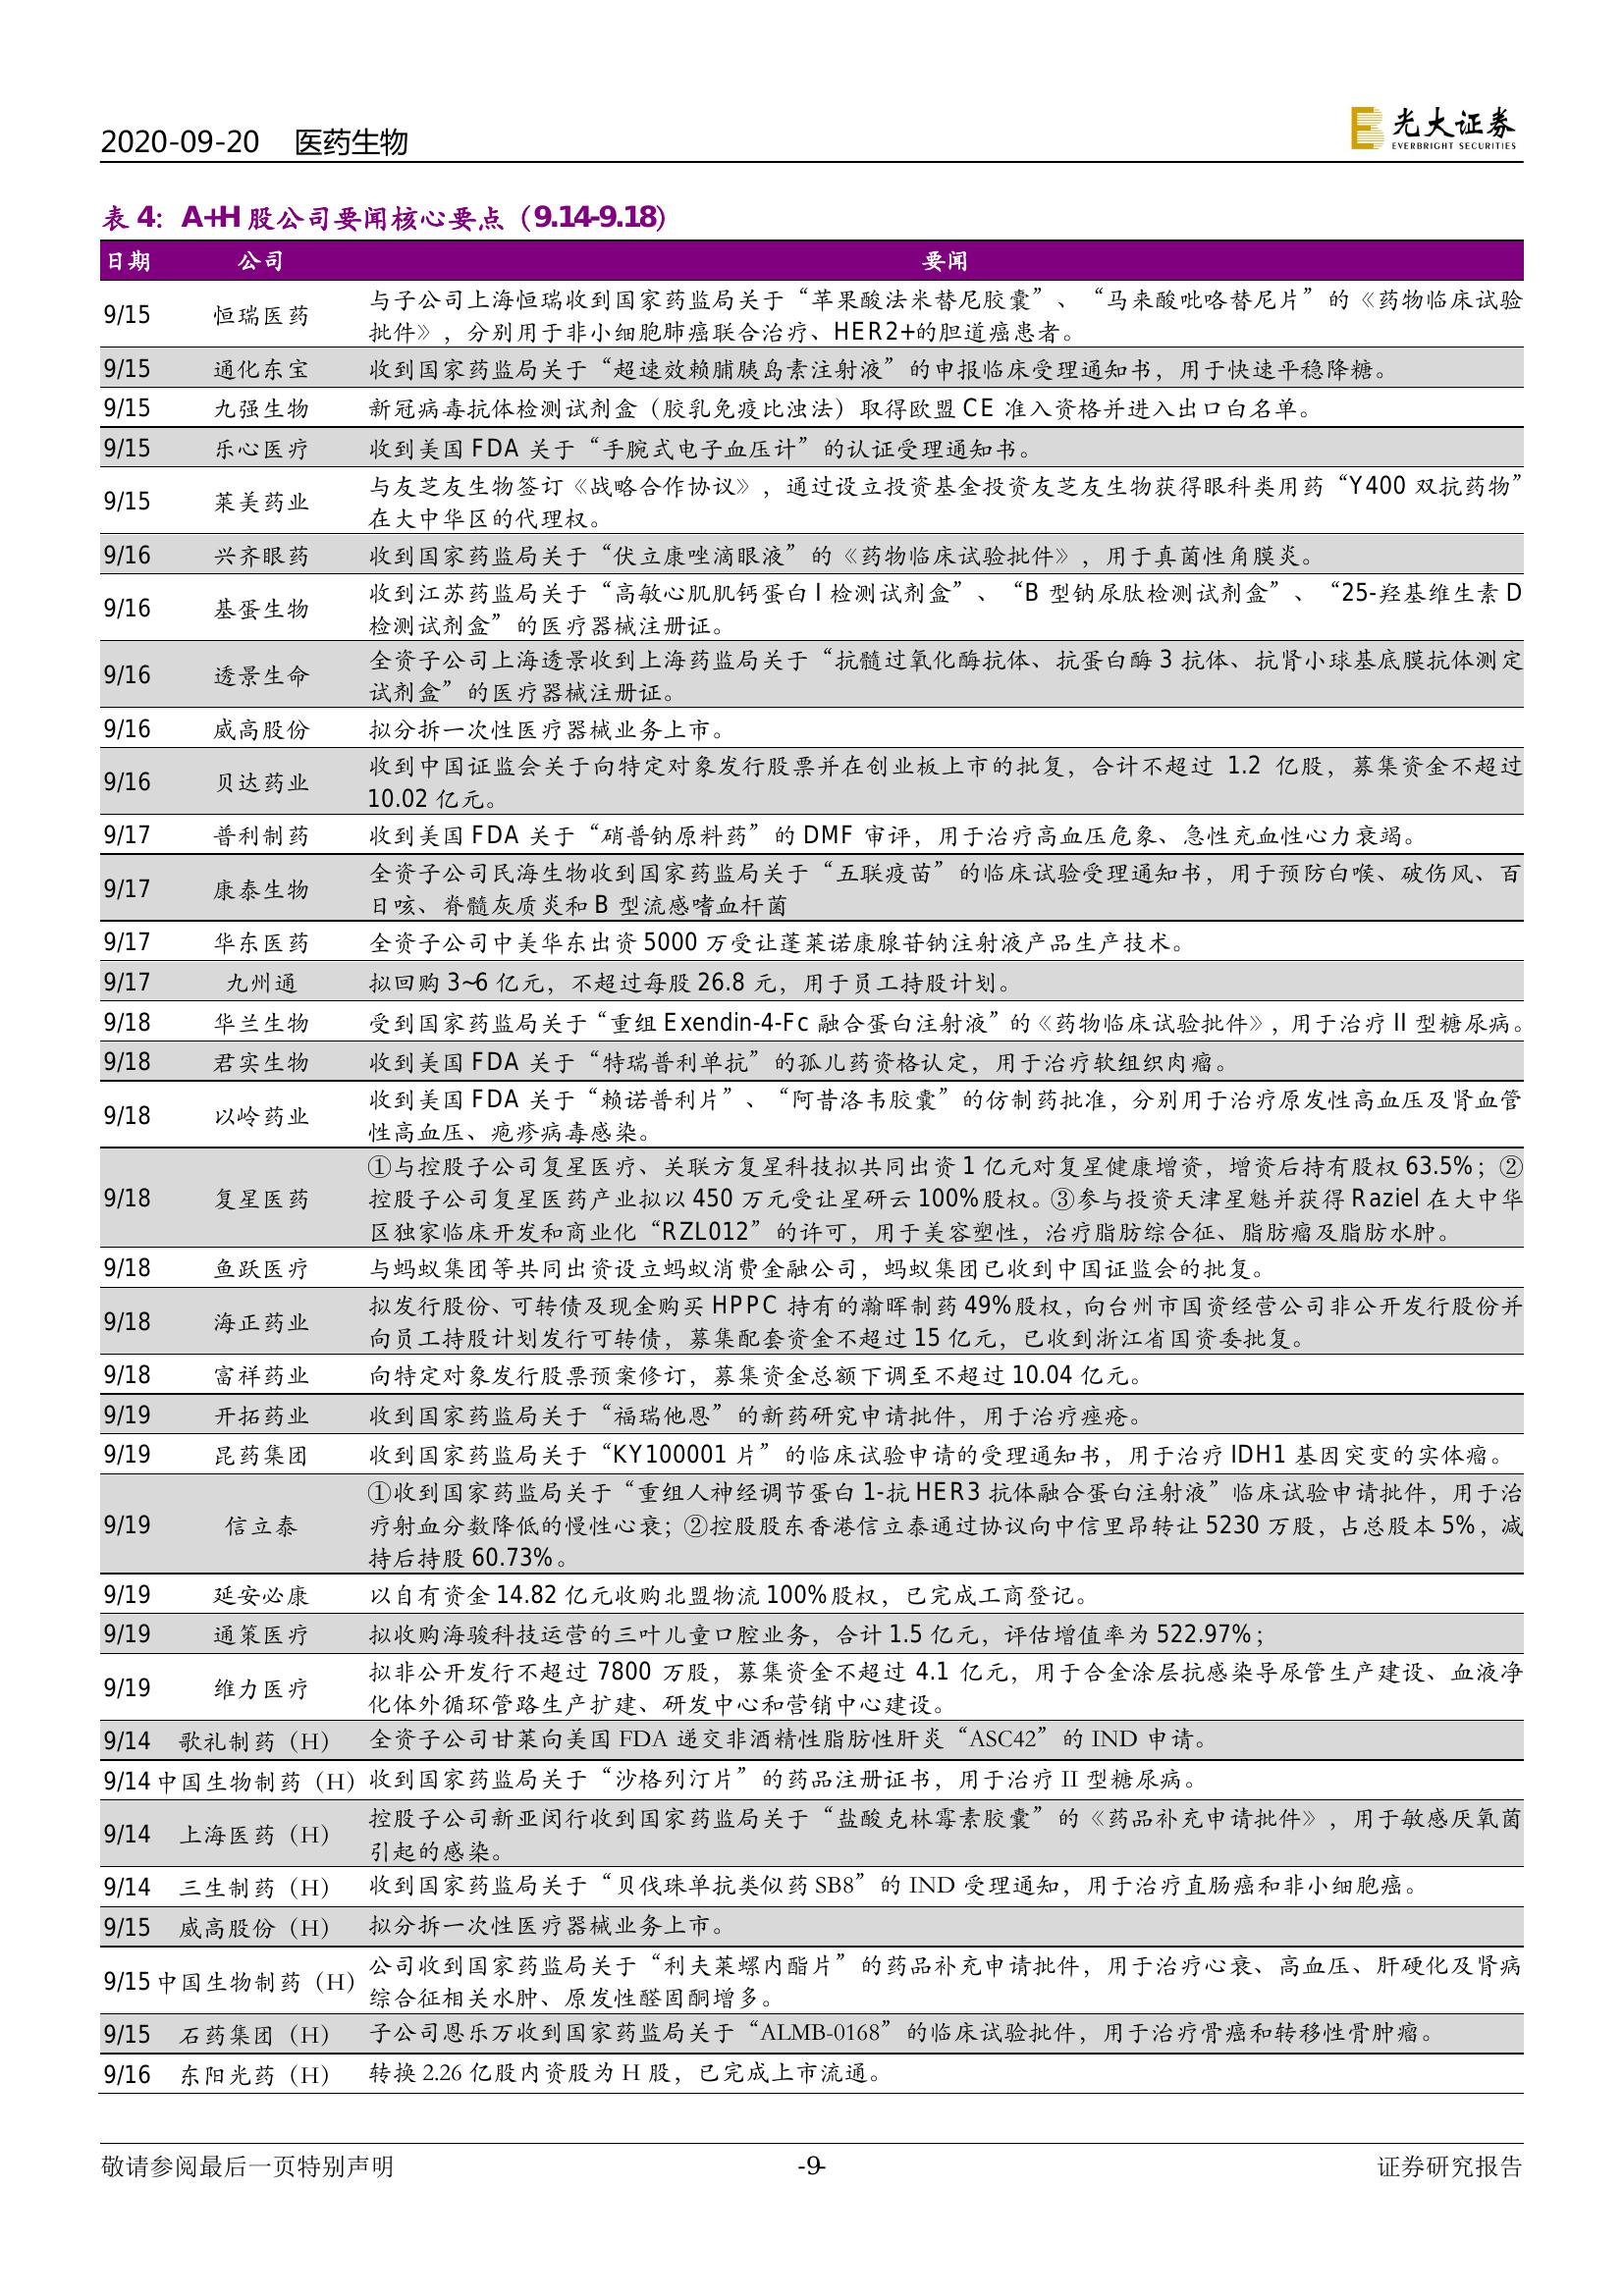 2020-09-20 医药生物
光大证券
EVERBRIGHT SECURITIES
表 4：A+H 股公司要闻核心要点（9.14-9.18）
日期 公司 要闻
9/15 恒瑞医药 与子公司上海恒瑞收到国家药监局关于“苹果酸法米替尼胶囊”、“马来酸吡咯替尼片”的《药物临床试验
批件》，分别用于非小细胞肺癌联合治疗、HER2+的胆道癌患者。
9/15 通化东宝 收到国家药监局关于“超速效赖脯胰岛素注射液”的申报临床受理通知书，用于快速平稳降糖。
9/15 九强生物 新冠病毒抗体检测试剂盒（胶乳免疫比浊法）取得欧盟 CE 准入资格并进入出口白名单。
9/15 乐心医疗 收到美国 FDA 关于“手腕式电子血压计”的认证受理通知书。
9/15 莱美药业 与友芝友生物签订《战略合作协议》，通过设立投资基金投资友芝友生物获得眼科类用药“Y400 双抗药物”
在大中华区的代理权。
9/16 兴齐眼药 收到国家药监局关于“伏立康唑滴眼液”的《药物临床试验批件》，用于真菌性角膜炎。
9/16 基蛋生物 收到江苏药监局关于“高敏心肌肌钙蛋白 I 检测试剂盒”、“B 型钠尿肽检测试剂盒”、“25-羟基维生素 D
检测试剂盒”的医疗器械注册证。
9/16 透景生命 全资子公司上海透景收到上海药监局关于“抗髓过氧化酶抗体、抗蛋白酶 3 抗体、抗肾小球基底膜抗体测定
试剂盒”的医疗器械注册证。
9/16 威高股份 拟分拆一次性医疗器械业务上市。
9/16 贝达药业 收到中国证监会关于向特定对象发行股票并在创业板上市的批复，合计不超过 1.2 亿股，募集资金不超过
10.02 亿元。
9/17 普利制药 收到美国 FDA 关于“硝普钠原料药”的 DMF 审评，用于治疗高血压危象、急性充血性心力衰竭。
9/17 康泰生物 全资子公司民海生物收到国家药监局关于“五联疫苗”的临床试验受理通知书，用于预防白喉、破伤风、百
日咳、脊髓灰质炎和 B 型流感嗜血杆菌
9/17 华东医药 全资子公司中美华东出资 5000 万受让蓬莱诺康腺苷钠注射液产品生产技术。
9/17 九州通 拟回购 3~6 亿元，不超过每股 26.8 元，用于员工持股计划。
9/18 华兰生物 受到国家药监局关于“重组 Exendin-4-Fc 融合蛋白注射液”的《药物临床试验批件》，用于治疗 II 型糖尿病。
9/18 君实生物 收到美国 FDA 关于“特瑞普利单抗”的孤儿药资格认定，用于治疗软组织肉瘤。
9/18 以岭药业 收到美国 FDA 关于“赖诺普利片”、“阿昔洛韦胶囊”的仿制药批准，分别用于治疗原发性高血压及肾血管
性高血压、疱疹病毒感染。
9/18 复星医药 ①与控股子公司复星医疗、关联方复星科技拟共同出资 1 亿元对复星健康增资，增资后持有股权 63.5%；②
控股子公司复星医药产业拟以 450 万元受让星研云 100%股权。③参与投资天津星魅并获得 Raziel 在大中华
区独家临床开发和商业化“RZL012”的许可，用于美容塑性，治疗脂肪综合征、脂肪瘤及脂肪水肿。
9/18 鱼跃医疗 与蚂蚁集团等共同出资设立蚂蚁消费金融公司，蚂蚁集团已收到中国证监会的批复。
9/18 海正药业 拟发行股份、可转债及现金购买 HPPC 持有的瀚晖制药 49%股权，向台州市国资经营公司非公开发行股份并
向员工持股计划发行可转债，募集配套资金不超过 15 亿元，已收到浙江省国资委批复。
9/18 富祥药业 向特定对象发行股票预案修订，募集资金总额下调至不超过 10.04 亿元。
9/19 开拓药业 收到国家药监局关于“福瑞他恩”的新药研究申请批件，用于治疗痤疮。
9/19 昆药集团 收到国家药监局关于“KY100001 片”的临床试验申请的受理通知书，用于治疗 IDH1 基因突变的实体瘤。
9/19 信立泰 ①收到国家药监局关于“重组人神经调节蛋白 1-抗 HER3 抗体融合蛋白注射液”临床试验申请批件，用于治
疗射血分数降低的慢性心衰；②控股股东香港信立泰通过协议向中信里昂转让 5230 万股，占总股本 5%，减
持后持股 60.73%。
9/19 延安必康 以自有资金 14.82 亿元收购北盟物流 100%股权，已完成工商登记。
9/19 通策医疗 拟收购海骏科技运营的三叶儿童口腔业务，合计 1.5 亿元，评估增值率为 522.97%；
9/19 维力医疗 拟非公开发行不超过 7800 万股，募集资金不超过 4.1 亿元，用于合金涂层抗感染导尿管生产建设、血液净
化体外循环管路生产扩建、研发中心和营销中心建设。
9/14 歌礼制药（H） 全资子公司甘莱向美国 FDA 递交非酒精性脂肪性肝炎“ASC42”的 IND 申请。
9/14 中国生物制药（H） 收到国家药监局关于“沙格列汀片”的药品注册证书，用于治疗 II 型糖尿病。
9/14 上海医药（H） 控股子公司新亚闵行收到国家药监局关于“盐酸克林霉素胶囊”的《药品补充申请批件》，用于敏感厌氧菌
引起的感染。
9/14 三生制药（H） 收到国家药监局关于“贝伐珠单抗类似药 SB8”的 IND 受理通知，用于治疗直肠癌和非小细胞癌。
9/15 威高股份（H） 拟分拆一次性医疗器械业务上市。
9/15 中国生物制药（H） 公司收到国家药监局关于“利夫莱螺内酯片”的药品补充申请批件，用于治疗心衰、高血压、肝硬化及肾病
综合征相关水肿、原发性醛固酮增多。
9/15 石药集团（H） 子公司恩乐万收到国家药监局关于“ALMB-0168”的临床试验批件，用于治疗骨癌和转移性骨肿瘤。
9/16 东阳光药（H） 转换 2.26 亿股内资股为 H 股，已完成上市流通。
敬请参阅最后一页特别声明 -9- 证券研究报告